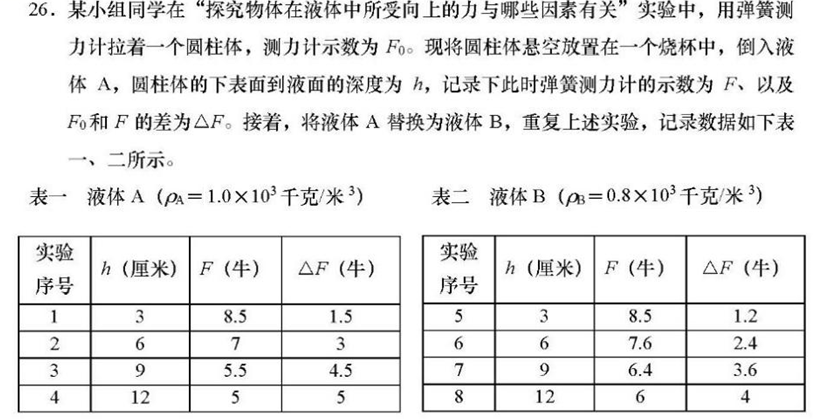 26．某小组同学在“探究物体在液体中所受向上的力与哪些因素有关”实验中，用弹簧测
力计拉着一个圆柱体，测力计示数为 F₀。现将圆柱体悬空放置在一个烧杯中，倒入液
体 A，圆柱体的下表面到液面的深度为 h，记录下此时弹簧测力计的示数为 F、以及
F₀和 F 的差为△F。接着，将液体 A 替换为液体 B，重复上述实验，记录数据如下表
一、二所示。
表一 液体 A（ρA＝1.0×10³千克/米³）
实验序号 h（厘米） F（牛） △F（牛）
1 3 8.5 1.5
2 6 7 3
3 9 5.5 4.5
4 12 5 5
表二 液体 B（ρB＝0.8×10³千克/米³）
实验序号 h（厘米） F（牛） △F（牛）
5 3 8.5 1.2
6 6 7.6 2.4
7 9 6.4 3.6
8 12 6 4